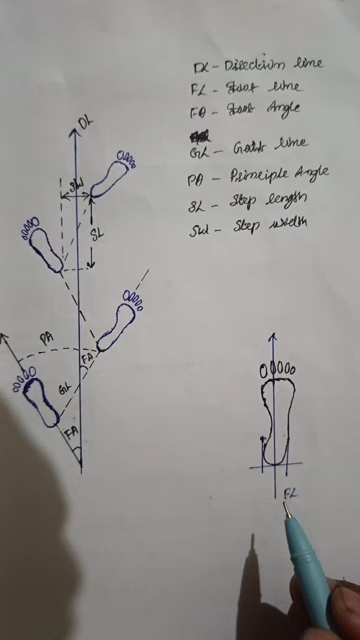 DL - Direction line
FL - Foot line
FA - Foot Angle
GL - Gait line
PA - Principle Angle
SL - Step length
SW - Step width
DL
SW
SL
PA
FA
GL
FA
FL